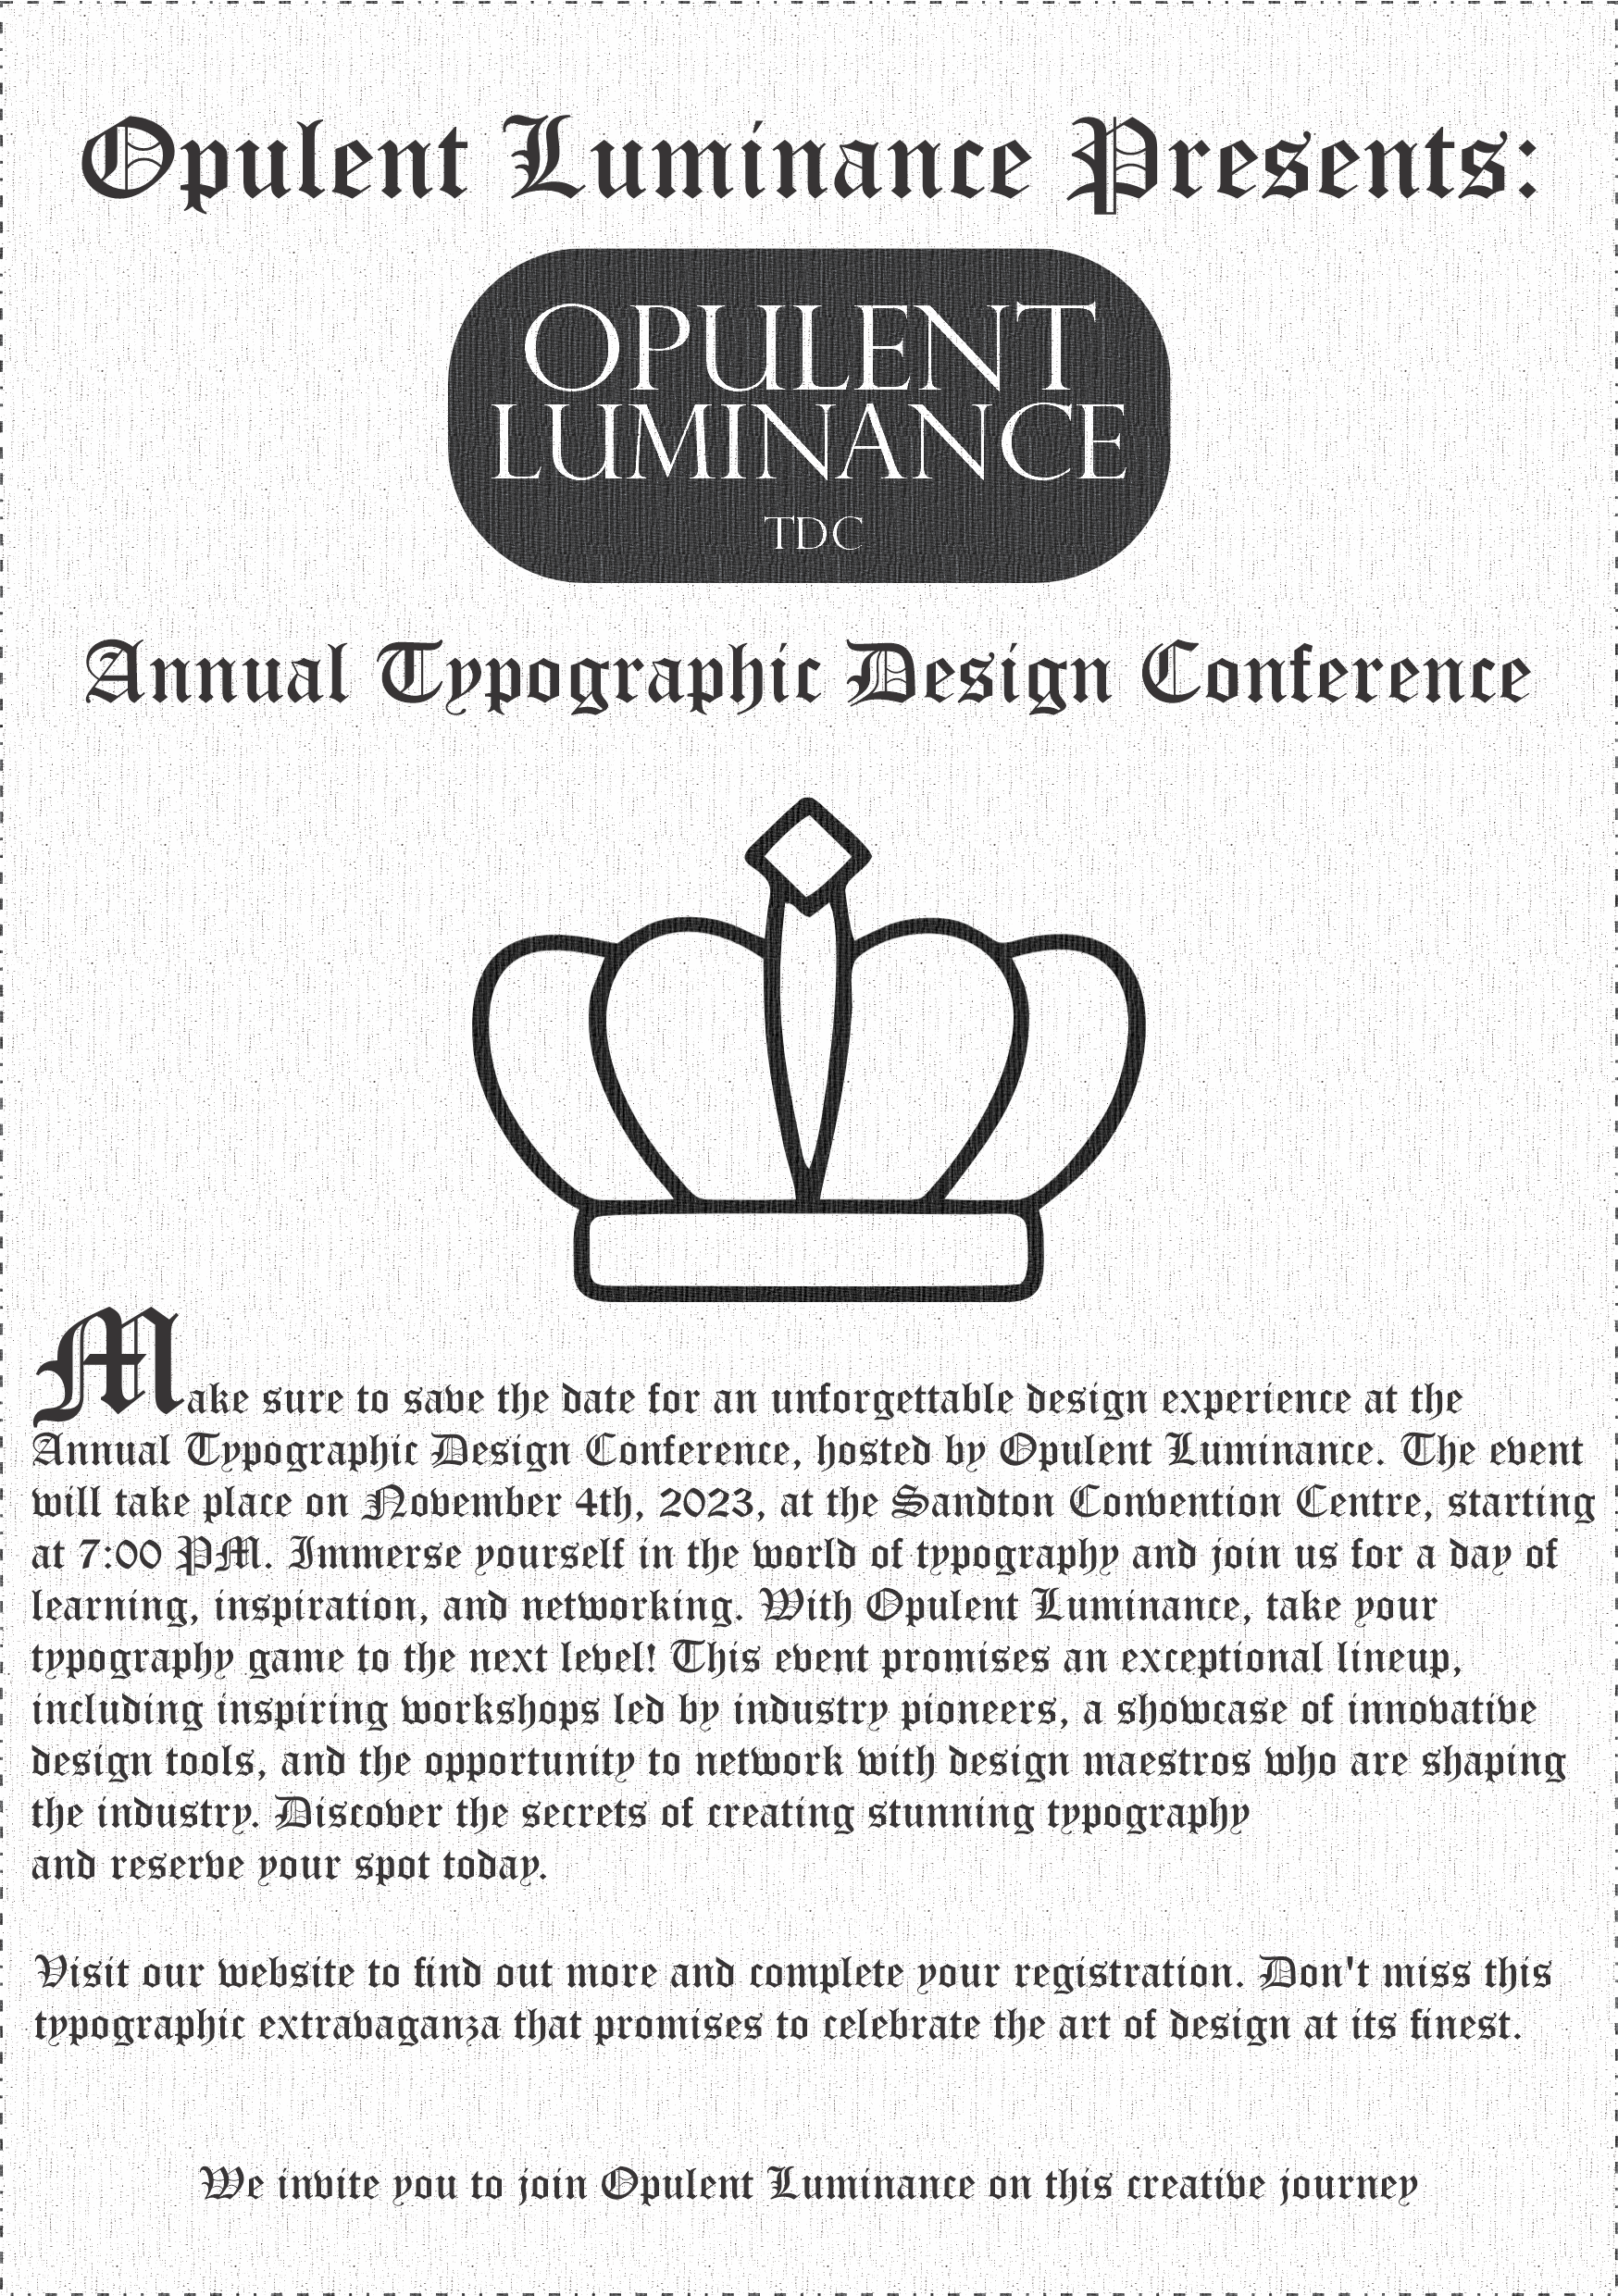 Opulent Luminance Presents:
OPULENT
LUMINANCE
TDC
Annual Typographic Design Conference
Make sure to save the date for an unforgettable design experience at the
Annual Typographic Design Conference, hosted by Opulent Luminance. The event
will take place on November 4th, 2023, at the Sandton Convention Centre, starting
at 7:00 PM. Immerse yourself in the world of typography and join us for a day of
learning, inspiration, and networking. With Opulent Luminance, take your
typography game to the next level! This event promises an exceptional lineup,
including inspiring workshops led by industry pioneers, a showcase of innovative
design tools, and the opportunity to network with design maestros who are shaping
the industry. Discover the secrets of creating stunning typography
and reserve your spot today.
Visit our website to find out more and complete your registration. Don't miss this
typographic extravaganza that promises to celebrate the art of design at its finest.
We invite you to join Opulent Luminance on this creative journey